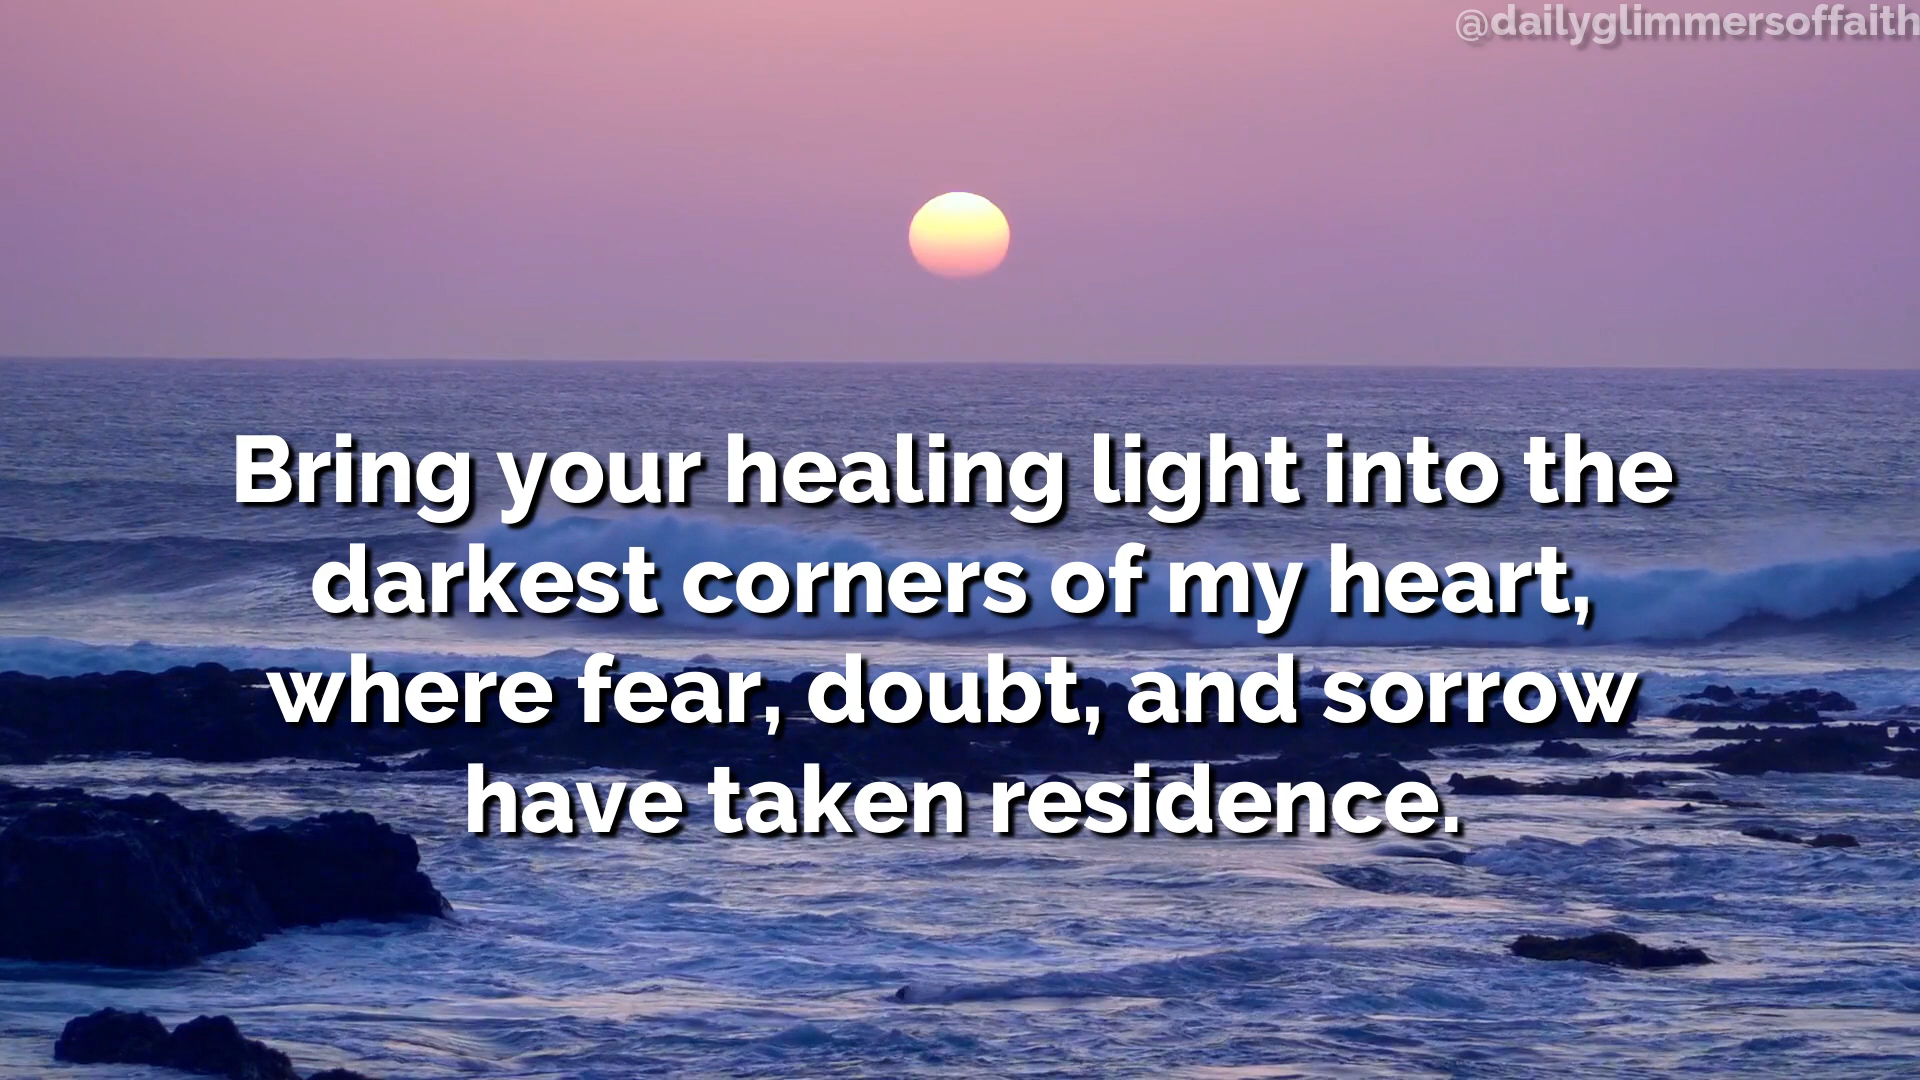 @dailyglimmersoffaith
Bring your healing light into the
darkest corners of my heart,
where fear, doubt, and sorrow
have taken residence.